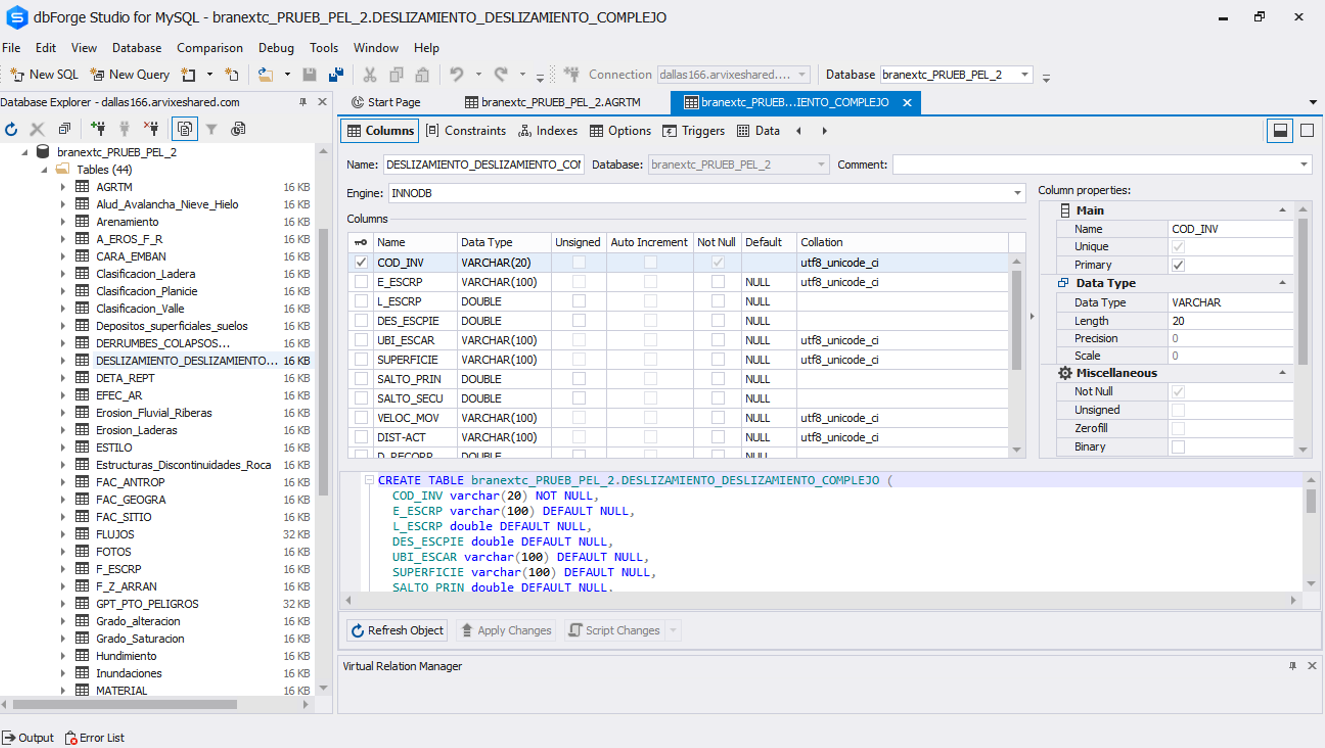 dbForge Studio for MySQL - branextc_PRUEB_PEL_2.DESLIZAMIENTO_DESLIZAMIENTO_COMPLEJO
File Edit View Database Comparison Debug Tools Window Help
New SQL New Query Connection dallas166.arvixeshared.... Database branextc_PRUEB_PEL_2
Database Explorer - dallas166.arvixeshared.com
branextc_PRUEB_PEL_2
Tables (44)
AGRTM 16 KB
Alud_Avalancha_Nieve_Hielo 16 KB
Arenamiento 16 KB
A_EROS_F_R 16 KB
CARA_EMBAN 16 KB
Clasificacion_Ladera 16 KB
Clasificacion_Planicie 16 KB
Clasificacion_Valle 16 KB
Depositos_superficiales_suelos 16 KB
DERRUMBES_COLAPSOS... 16 KB
DESLIZAMIENTO_DESLIZAMIENTO... 16 KB
DETA_REPT 16 KB
EFEC_AR 16 KB
Erosion_Fluvial_Riberas 16 KB
Erosion_Laderas 16 KB
ESTILO 16 KB
Estructuras_Discontinuidades_Roca 16 KB
FAC_ANTROP 16 KB
FAC_GEOGRA 16 KB
FAC_SITIO 16 KB
FLUJOS 32 KB
FOTOS 16 KB
F_ESCRP 16 KB
F_Z_ARRAN 16 KB
GPT_PTO_PELIGROS 32 KB
Grado_alteracion 16 KB
Grado_Saturacion 16 KB
Hundimiento 16 KB
Inundaciones 16 KB
MATERIAL 16 KB
Start Page branextc_PRUEB_PEL_2.AGRTM branextc_PRUEB...IENTO_COMPLEJO
Columns Constraints Indexes Options Triggers Data
Name: DESLIZAMIENTO_DESLIZAMIENTO_COM Database: branextc_PRUEB_PEL_2 Comment:
Engine: INNODB
Columns
Name Data Type Unsigned Auto Increment Not Null Default Collation
COD_INV VARCHAR(20) utf8_unicode_ci
E_ESCRP VARCHAR(100) NULL utf8_unicode_ci
L_ESCRP DOUBLE NULL
DES_ESCPIE DOUBLE NULL
UBI_ESCAR VARCHAR(100) NULL utf8_unicode_ci
SUPERFICIE VARCHAR(100) NULL utf8_unicode_ci
SALTO_PRIN DOUBLE NULL
SALTO_SECU DOUBLE NULL
VELOC_MOV VARCHAR(100) NULL utf8_unicode_ci
DIST-ACT VARCHAR(100) NULL utf8_unicode_ci
D_RECORR DOUBLE NULL
Column properties:
Main
Name COD_INV
Unique
Primary
Data Type
Data Type VARCHAR
Length 20
Precision 0
Scale 0
Miscellaneous
Not Null
Unsigned
Zerofill
Binary
CREATE TABLE branextc_PRUEB_PEL_2.DESLIZAMIENTO_DESLIZAMIENTO_COMPLEJO (
COD_INV varchar(20) NOT NULL,
E_ESCRP varchar(100) DEFAULT NULL,
L_ESCRP double DEFAULT NULL,
DES_ESCPIE double DEFAULT NULL,
UBI_ESCAR varchar(100) DEFAULT NULL,
SUPERFICIE varchar(100) DEFAULT NULL,
SALTO_PRIN double DEFAULT NULL,
Refresh Object Apply Changes Script Changes
Virtual Relation Manager
Output Error List